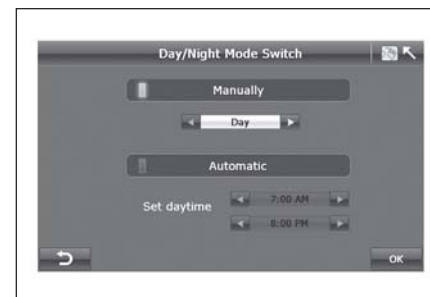 Day/Night Mode Switch
Manually
Day
Automatic
Set daytime
7:00 AM
8:00 PM
OK